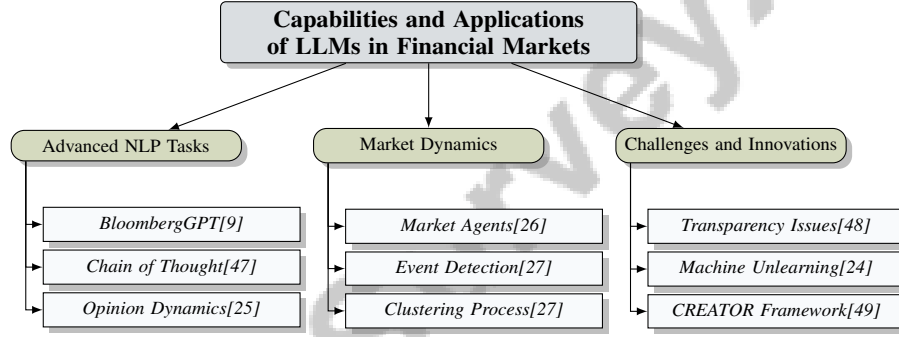 Capabilities and Applications
of LLMs in Financial Markets
Advanced NLP Tasks
Market Dynamics
Challenges and Innovations
BloombergGPT[9]
Chain of Thought[47]
Opinion Dynamics[25]
Market Agents[26]
Event Detection[27]
Clustering Process[27]
Transparency Issues[48]
Machine Unlearning[24]
CREATOR Framework[49]
survey